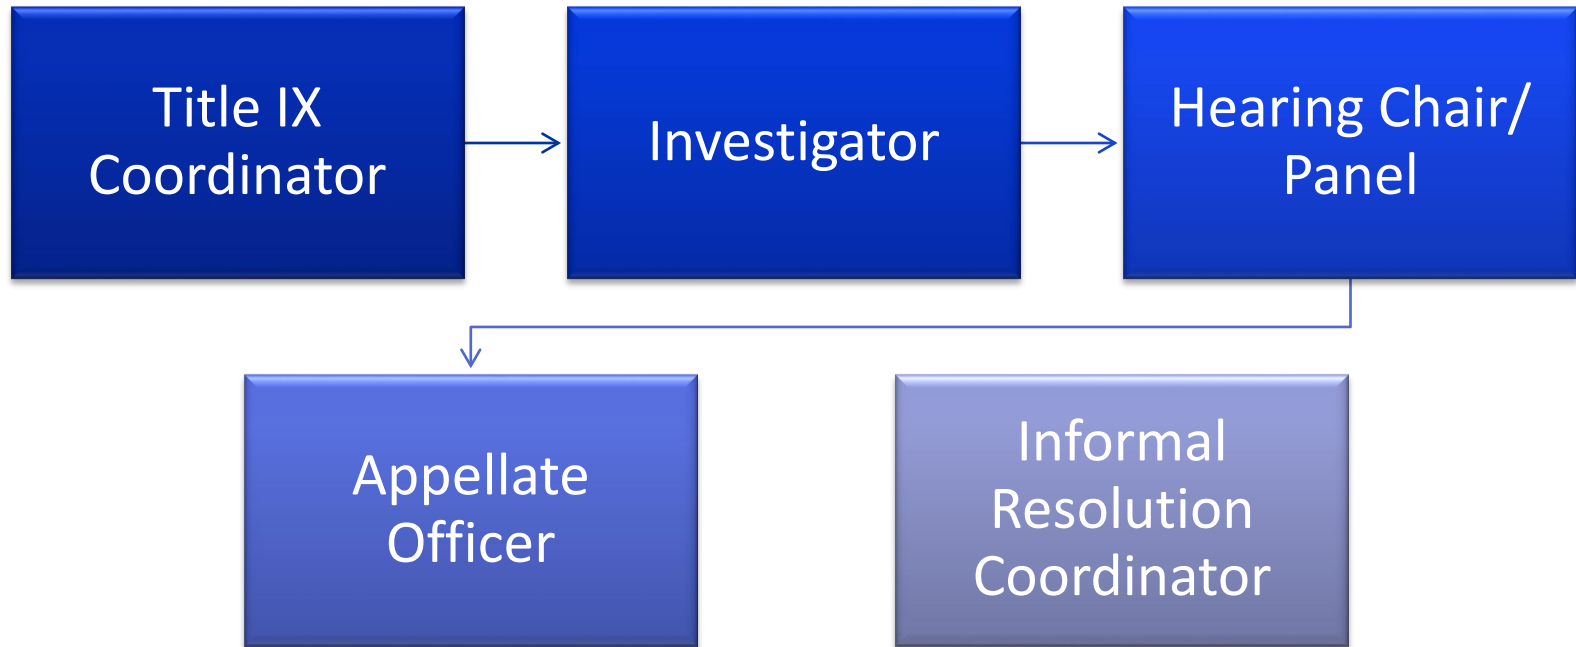 Title IX
Coordinator
Investigator
Hearing Chair/
Panel
Appellate
Officer
Informal
Resolution
Coordinator